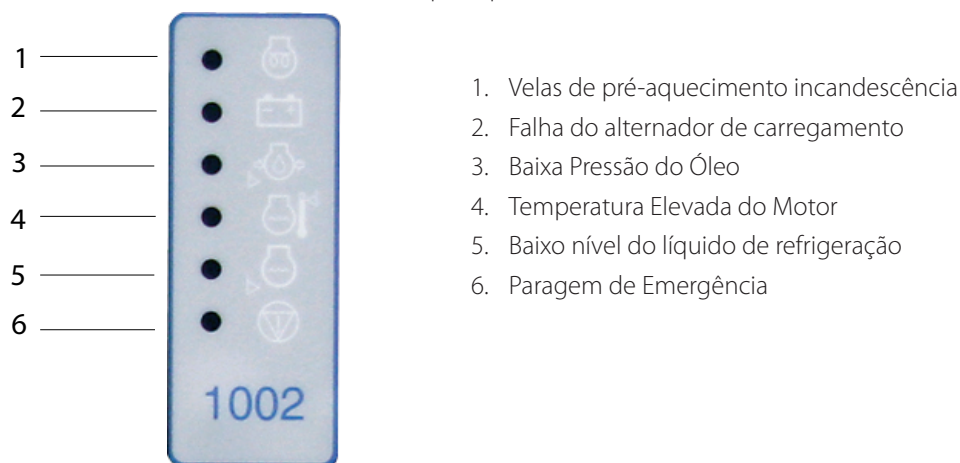 1
2
3
4
5
6
1002
1. Velas de pré-aquecimento incandescência
2. Falha do alternador de carregamento
3. Baixa Pressão do Óleo
4. Temperatura Elevada do Motor
5. Baixo nível do líquido de refrigeração
6. Paragem de Emergência